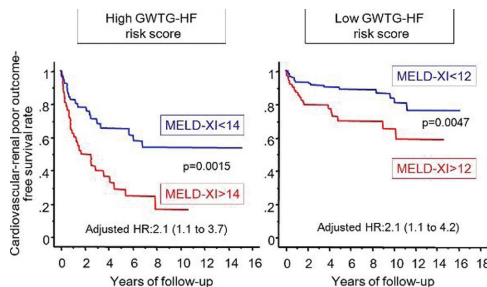 High GWTG-HF
risk score
Low GWTG-HF
risk score
Cardiovascular-renal poor outcome-
free survival rate
1
.8
.6
.4
.2
0
MELD-XI<14
p=0.0015
MELD-XI>14
Adjusted HR:2.1 (1.1 to 3.7)
0 2 4 6 8 10 12 14 16
Years of follow-up
1
.8
.6
.4
.2
0
MELD-XI<12
p=0.0047
MELD-XI>12
Adjusted HR:2.1 (1.1 to 4.2)
0 2 4 6 8 10 12 14 16 18
Years of follow-up